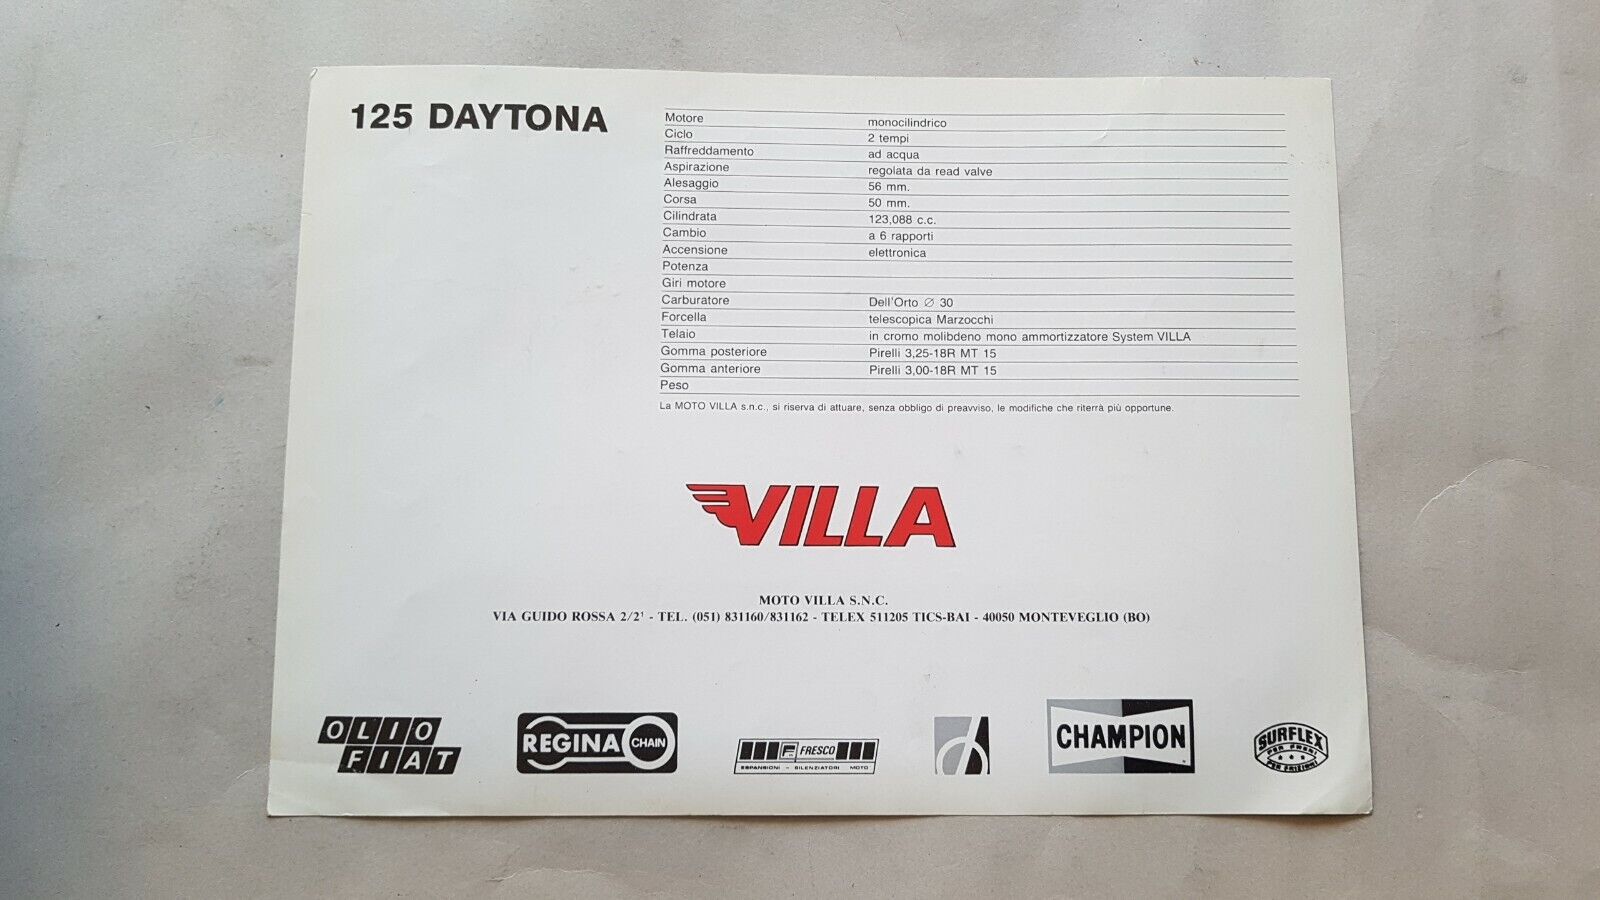 125 DAYTONA
Motore monocilindrico
Ciclo 2 tempi
Raffreddamento ad acqua
Aspirazione regolata da read valve
Alesaggio 56 mm.
Corsa 50 mm.
Cilindrata 123,088 c.c.
Cambio a 6 rapporti
Accensione elettronica
Potenza
Giri motore
Carburatore Dell'Orto ∅ 30
Forcella telescopica Marzocchi
Telaio in cromo molibdeno mono ammortizzatore System VILLA
Gomma posteriore Pirelli 3,25-18R MT 15
Gomma anteriore Pirelli 3,00-18R MT 15
Peso
La MOTO VILLA s.n.c., si riserva di attuare, senza obbligo di preavviso, le modifiche che riterrà più opportune.
VILLA
MOTO VILLA S.N.C.
VIA GUIDO ROSSA 2/2¹ - TEL. (051) 831160/831162 - TELEX 511205 TICS-BAI - 40050 MONTEVEGLIO (BO)
OLIO
FIAT
REGINA CHAIN
FRESCO
ESPANSIONI - SILENZIATORI MOTO
CHAMPION
SURFLEX
PER FRENI
PER FRIZIONI